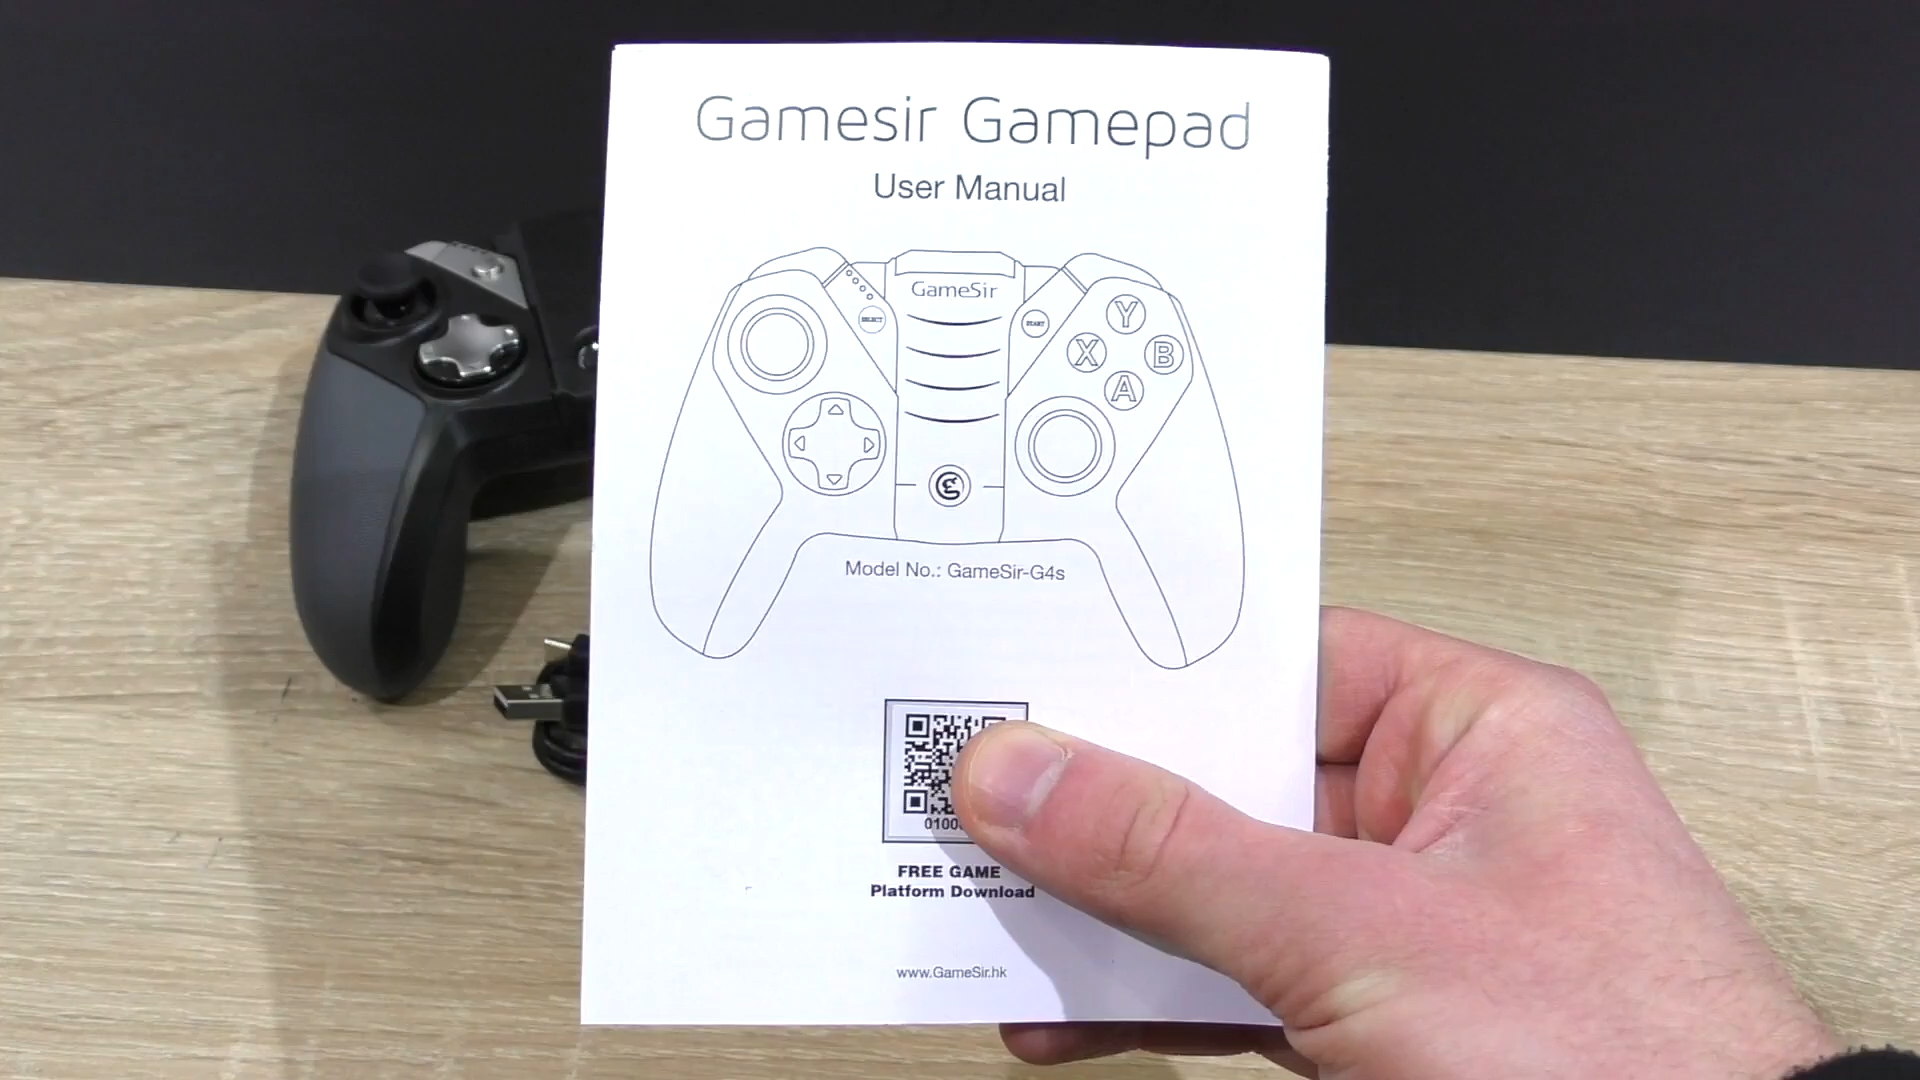 Gamesir Gamepad
User Manual
GameSir
SELECT
START
Y
X
B
A
Model No.: GameSir-G4s
FREE GAME
Platform Download
www.GameSir.hk